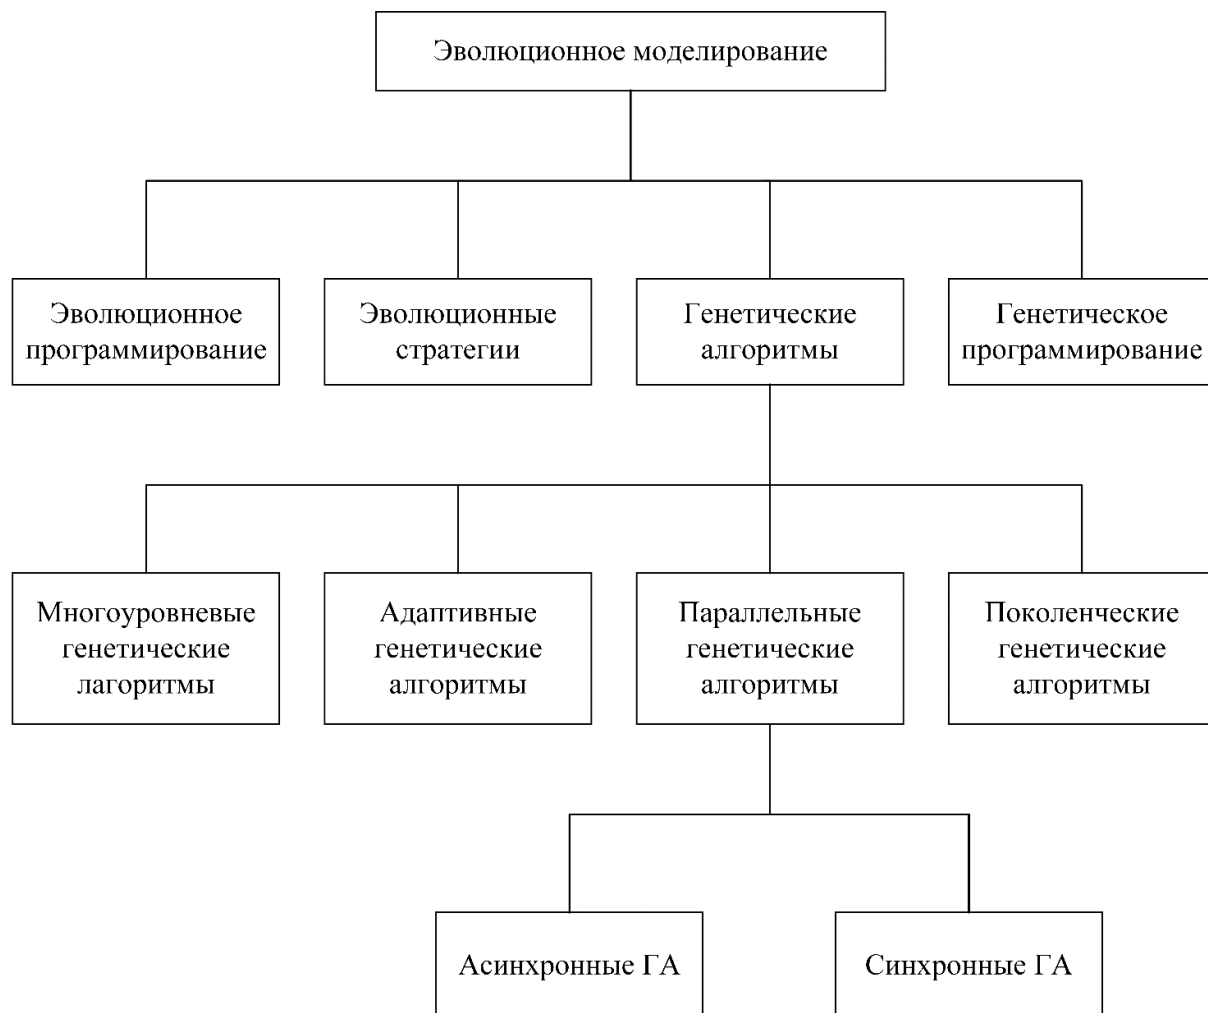 Эволюционное моделирование
Эволюционное
программирование
Эволюционные
стратегии
Генетические
алгоритмы
Генетическое
программирование
Многоуровневые
генетические
лагоритмы
Адаптивные
генетические
алгоритмы
Параллельные
генетические
алгоритмы
Поколенческие
генетические
алгоритмы
Асинхронные ГА
Синхронные ГА